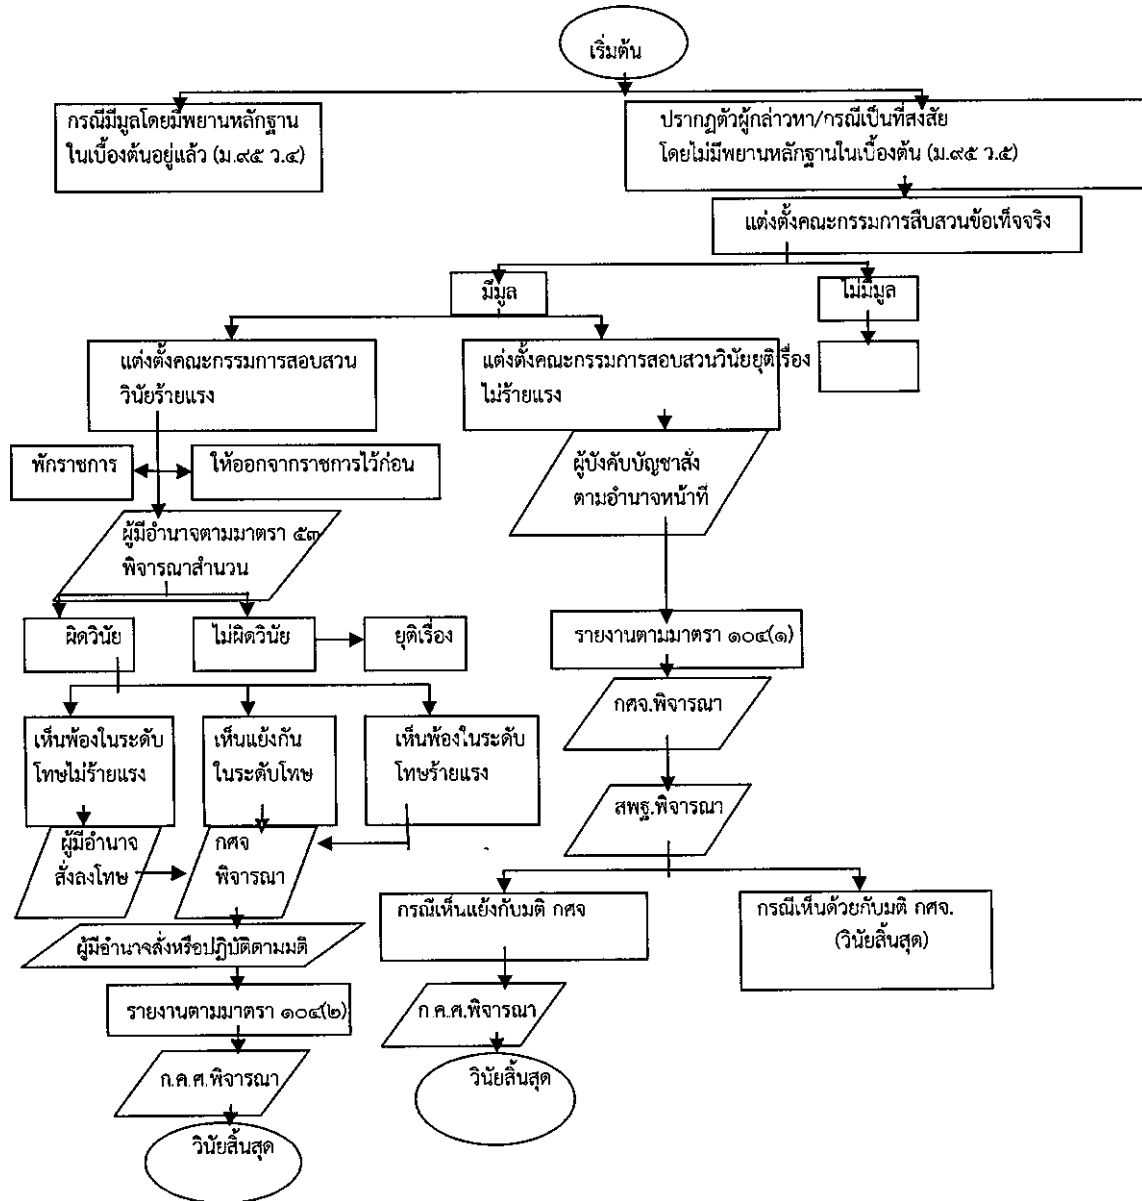 เริ่มต้น
กรณีมีมูลโดยมีพยานหลักฐาน
ในเบื้องต้นอยู่แล้ว (ม.๙๕ ว.๔)
ปรากฏตัวผู้กล่าวหา/กรณีเป็นที่สงสัย
โดยไม่มีพยานหลักฐานในเบื้องต้น (ม.๙๕ ว.๕)
แต่งตั้งคณะกรรมการสืบสวนข้อเท็จจริง
มีมูล
ไม่มีมูล
แต่งตั้งคณะกรรมการสอบสวน
วินัยร้ายแรง
แต่งตั้งคณะกรรมการสอบสวนวินัยยุติเรื่อง
ไม่ร้ายแรง
พักราชการ
ให้ออกจากราชการไว้ก่อน
ผู้บังคับบัญชาสั่ง
ตามอำนาจหน้าที่
ผู้มีอำนาจตามมาตรา ๕๓
พิจารณาสำนวน
ผิดวินัย
ไม่ผิดวินัย
ยุติเรื่อง
รายงานตามมาตรา ๑๐๔(๑)
กศจ.พิจารณา
เห็นพ้องในระดับ
โทษไม่ร้ายแรง
เห็นแย้งกัน
ในระดับโทษ
เห็นพ้องในระดับ
โทษร้ายแรง
สพฐ.พิจารณา
ผู้มีอำนาจ
สั่งลงโทษ
กศจ
พิจารณา
กรณีเห็นแย้งกับมติ กศจ
กรณีเห็นด้วยกับมติ กศจ.
(วินัยสิ้นสุด)
ผู้มีอำนาจสั่งหรือปฏิบัติตามมติ
รายงานตามมาตรา ๑๐๔(๒)
ก ค.ศ.พิจารณา
ก.ค.ศ.พิจารณา
วินัยสิ้นสุด
วินัยสิ้นสุด